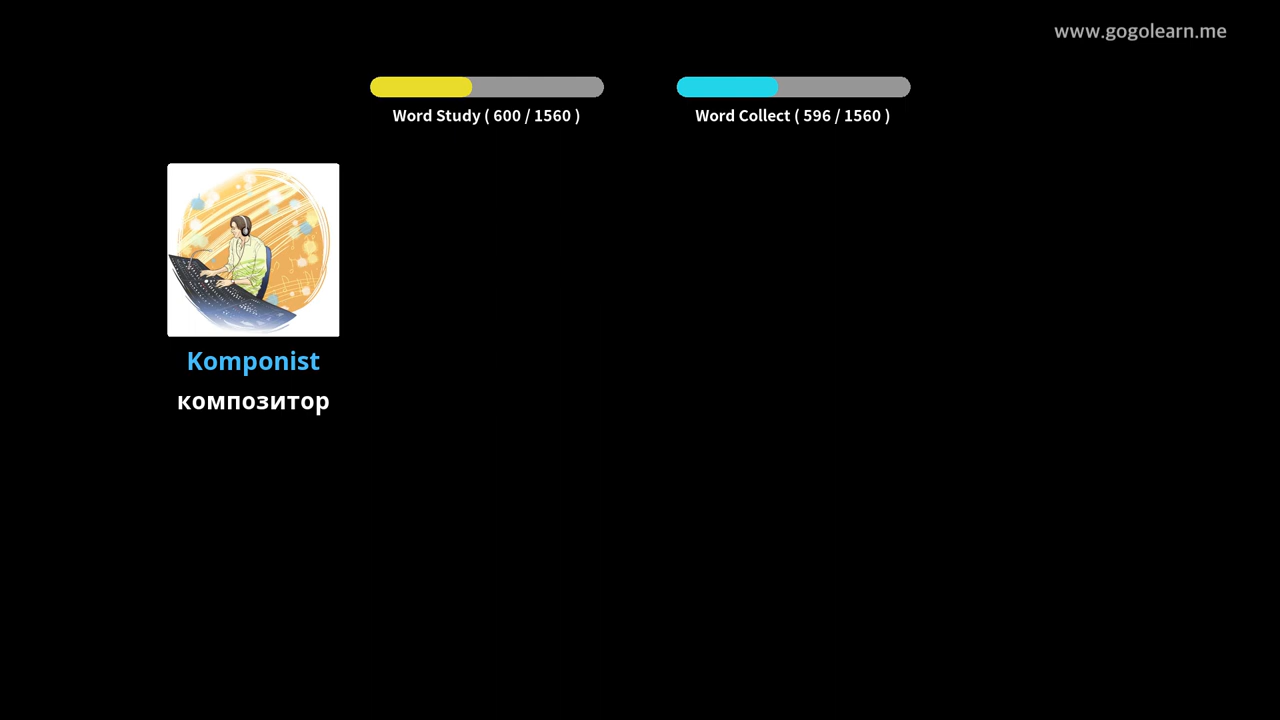 www.gogolearn.me
Word Study ( 600 / 1560 )
Word Collect ( 596 / 1560 )
Komponist
композитор